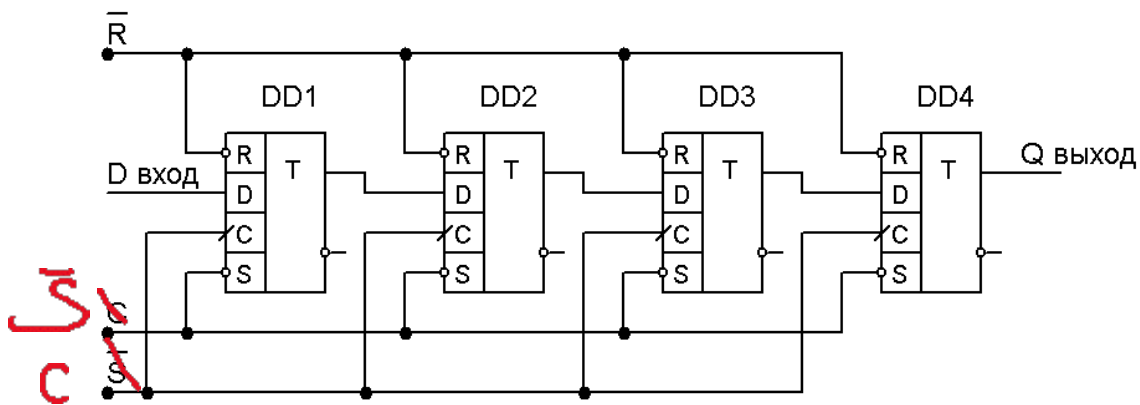 R̅
DD1 DD2 DD3 DD4
R T R T R T R T Q выход
D вход D D D D
C C C C
S̅ S S S S
C
S̅
C